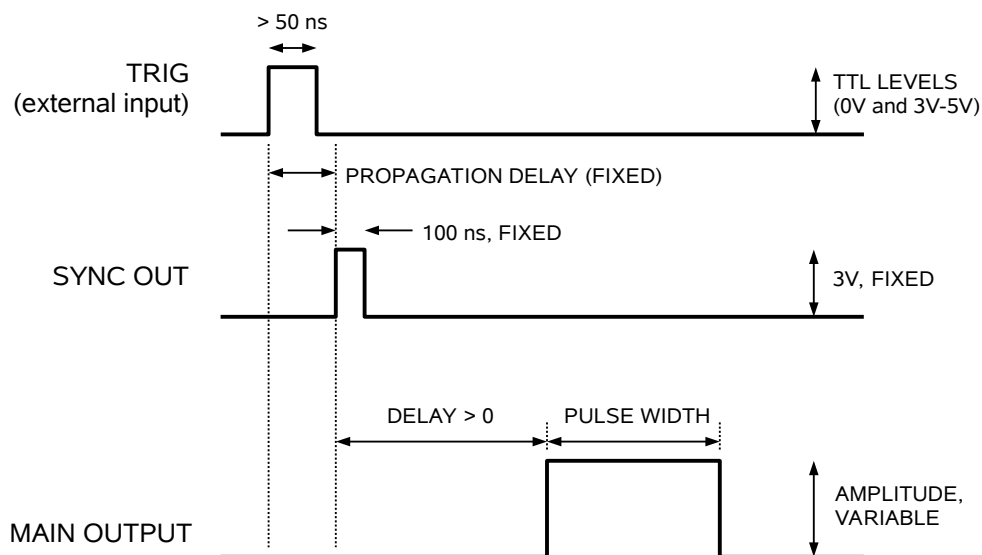 > 50 ns
TRIG
(external input)
TTL LEVELS
(0V and 3V-5V)
PROPAGATION DELAY (FIXED)
100 ns, FIXED
SYNC OUT
3V, FIXED
DELAY > 0
PULSE WIDTH
MAIN OUTPUT
AMPLITUDE,
VARIABLE